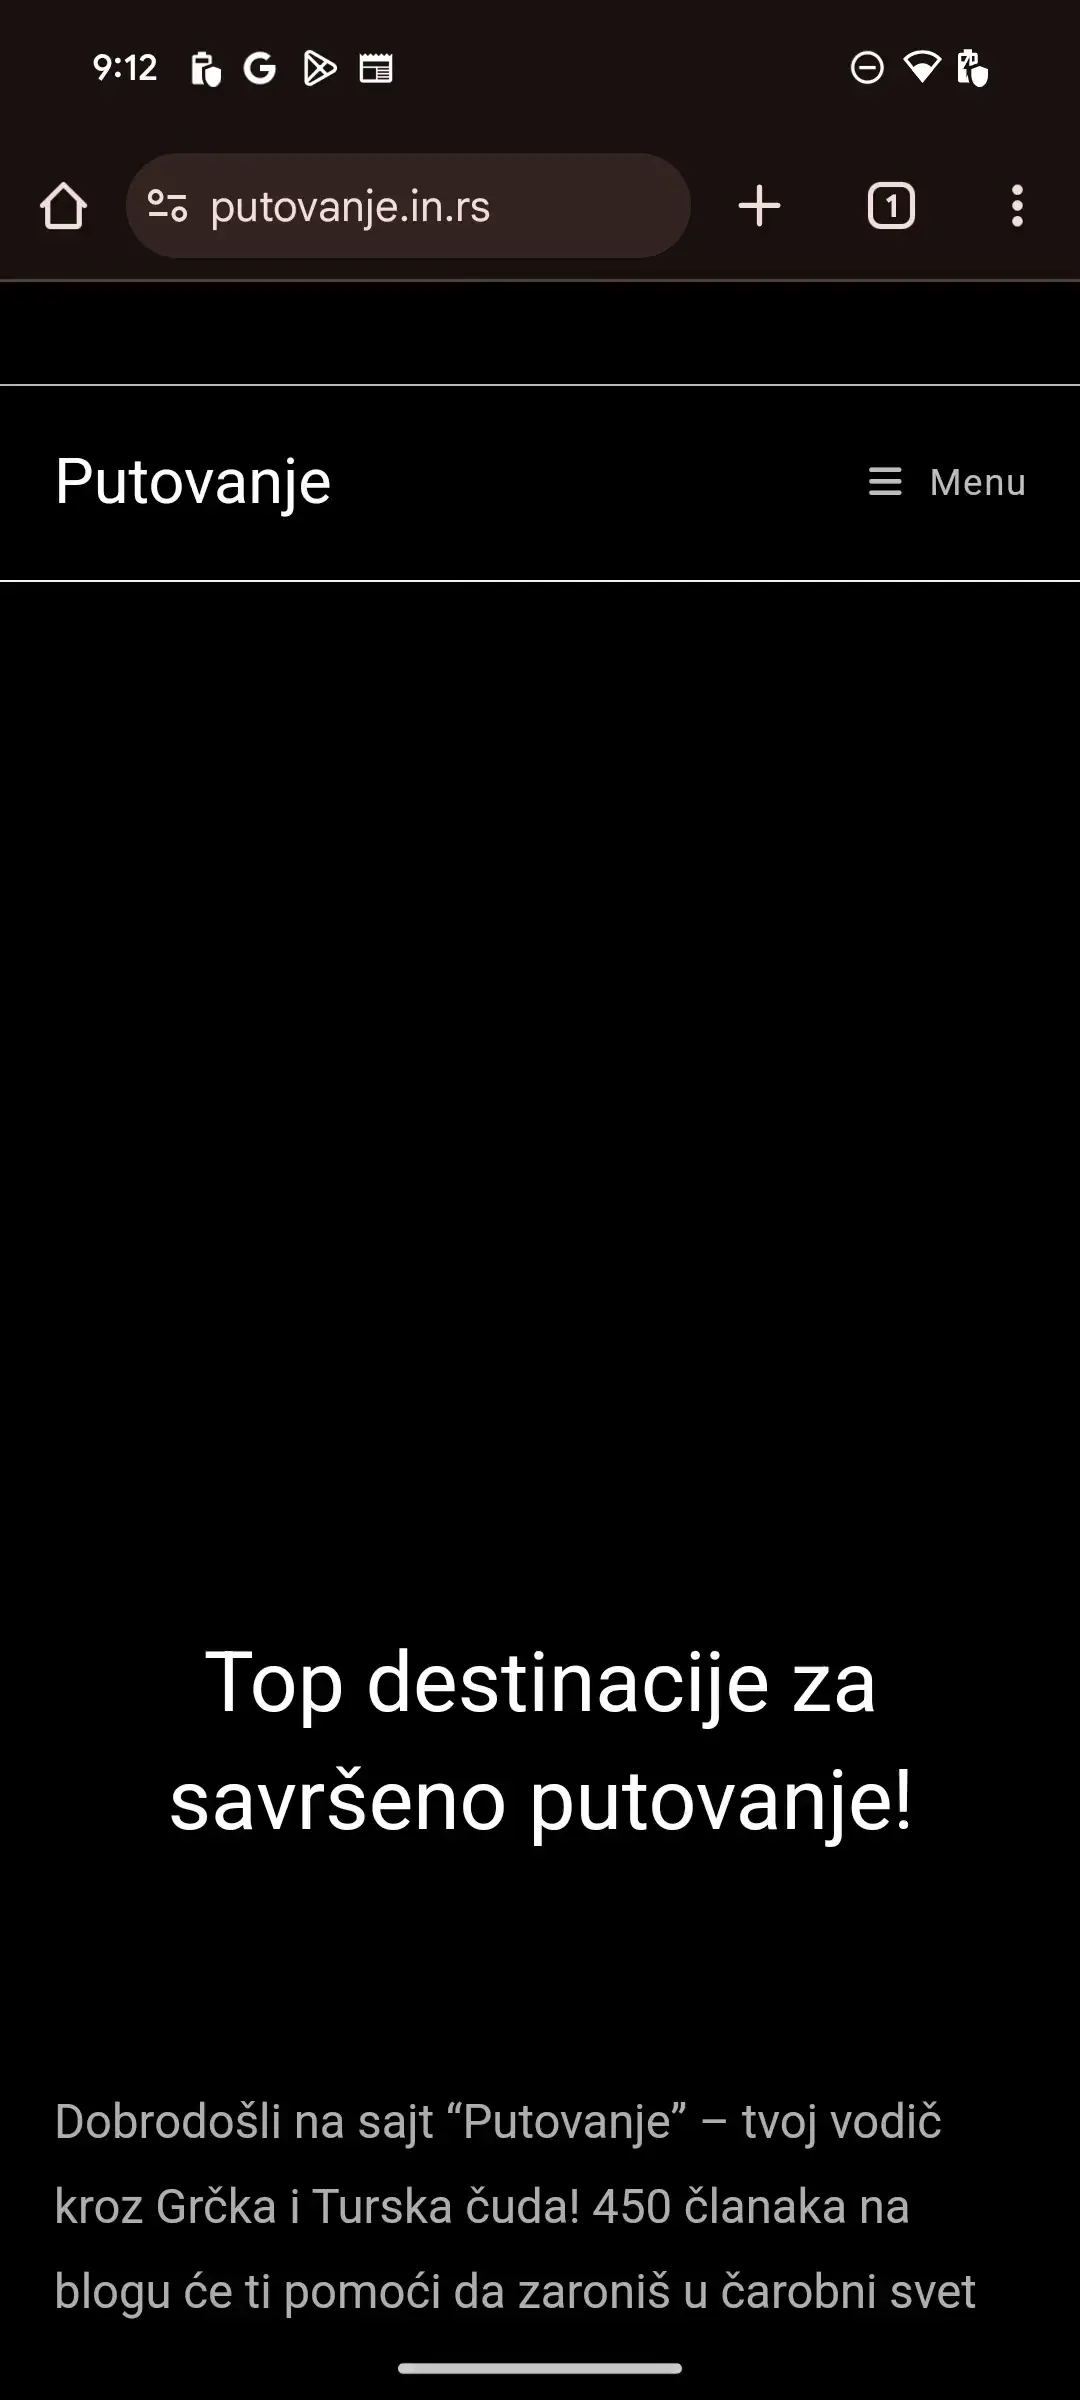 9:12
putovanje.in.rs
1
Putovanje
Menu
Top destinacije za
savršeno putovanje!
Dobrodošli na sajt “Putovanje” – tvoj vodič
kroz Grčka i Turska čuda! 450 članaka na
blogu će ti pomoći da zaroniš u čarobni svet